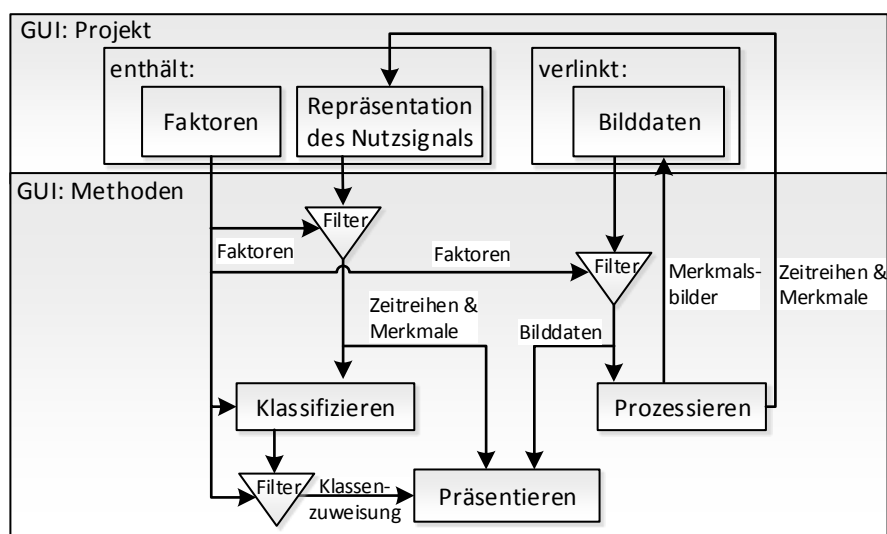 GUI: Projekt
enthält:
verlinkt:
Faktoren
Repräsentation
des Nutzsignals
Bilddaten
GUI: Methoden
Filter
Faktoren
Faktoren
Filter
Merkmals-
bilder
Zeitreihen &
Merkmale
Zeitreihen &
Merkmale
Bilddaten
Klassifizieren
Prozessieren
Filter
Klassen-
zuweisung
Präsentieren